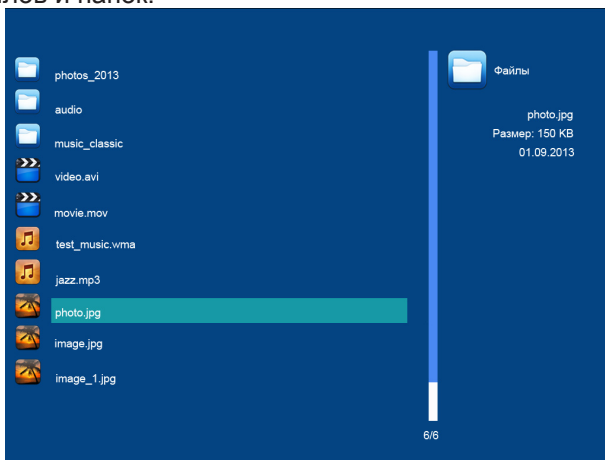 photos_2013
audio
music_classic
video.avi
movie.mov
test_music.wma
jazz.mp3
photo.jpg
image.jpg
image_1.jpg
6/6
Файлы
photo.jpg
Размер: 150 KB
01.09.2013